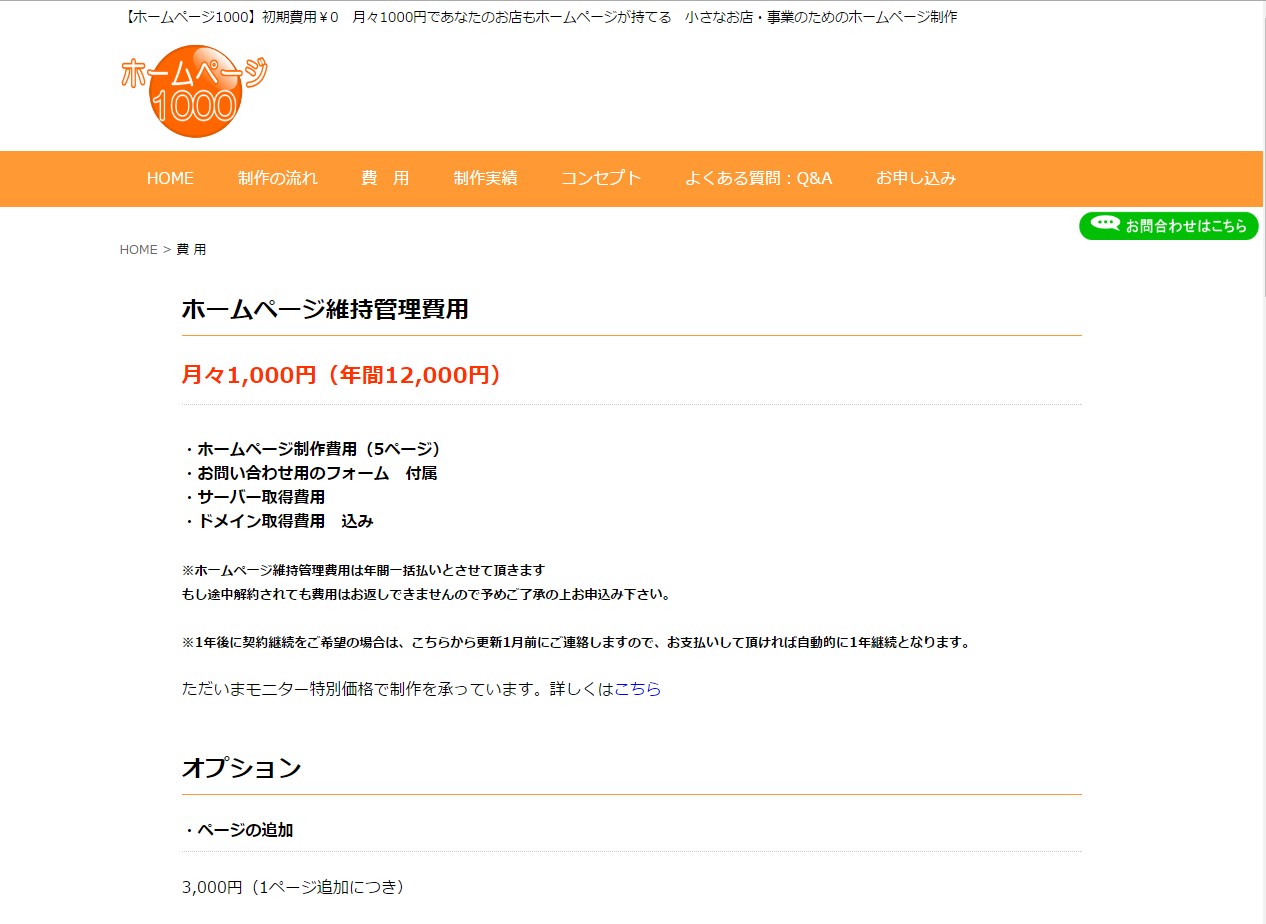 【ホームページ1000】初期費用￥0　月々1000円であなたのお店もホームページが持てる　小さなお店・事業のためのホームページ制作
ホームページ
1000
HOME 制作の流れ 費　用 制作実績 コンセプト よくある質問：Q&A お申し込み
お問合わせはこちら
HOME > 費 用
ホームページ維持管理費用
月々1,000円（年間12,000円）
・ホームページ制作費用（5ページ）
・お問い合わせ用のフォーム　付属
・サーバー取得費用
・ドメイン取得費用　込み
※ホームページ維持管理費用は年間一括払いとさせて頂きます
もし途中解約されても費用はお返しできませんので予めご了承の上お申込み下さい。
※1年後に契約継続をご希望の場合は、こちらから更新1月前にご連絡しますので、お支払いして頂ければ自動的に1年継続となります。
ただいまモニター特別価格で制作を承っています。詳しくはこちら
オプション
・ページの追加
3,000円（1ページ追加につき）